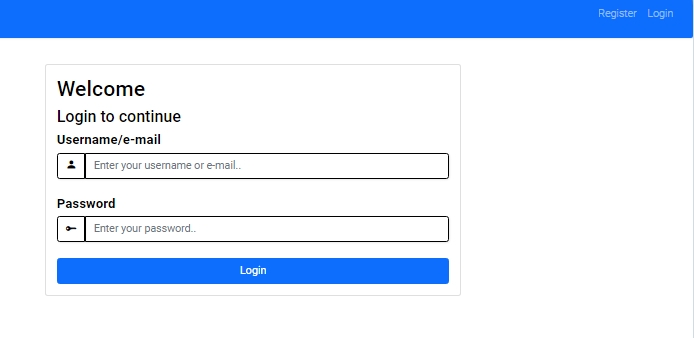 Register Login
Welcome
Login to continue
Username/e-mail
Enter your username or e-mail..
Password
Enter your password..
Login